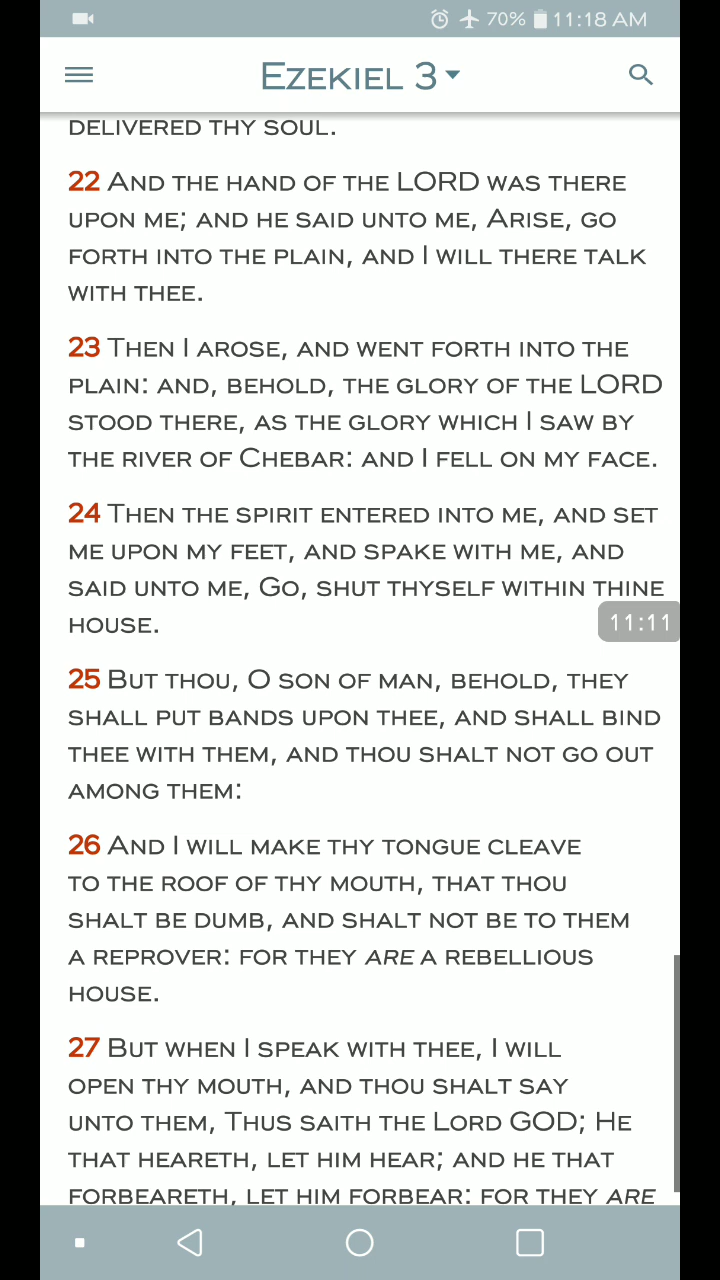 70% 11:18 AM
Ezekiel 3
delivered thy soul.
22 And the hand of the LORD was there
upon me; and he said unto me, Arise, go
forth into the plain, and I will there talk
with thee.
23 Then I arose, and went forth into the
plain: and, behold, the glory of the LORD
stood there, as the glory which I saw by
the river of Chebar: and I fell on my face.
24 Then the spirit entered into me, and set
me upon my feet, and spake with me, and
said unto me, Go, shut thyself within thine
house.
11:11
25 But thou, O son of man, behold, they
shall put bands upon thee, and shall bind
thee with them, and thou shalt not go out
among them:
26 And I will make thy tongue cleave
to the roof of thy mouth, that thou
shalt be dumb, and shalt not be to them
a reprover: for they are a rebellious
house.
27 But when I speak with thee, I will
open thy mouth, and thou shalt say
unto them, Thus saith the Lord GOD; He
that heareth, let him hear; and he that
forbeareth, let him forbear: for they are